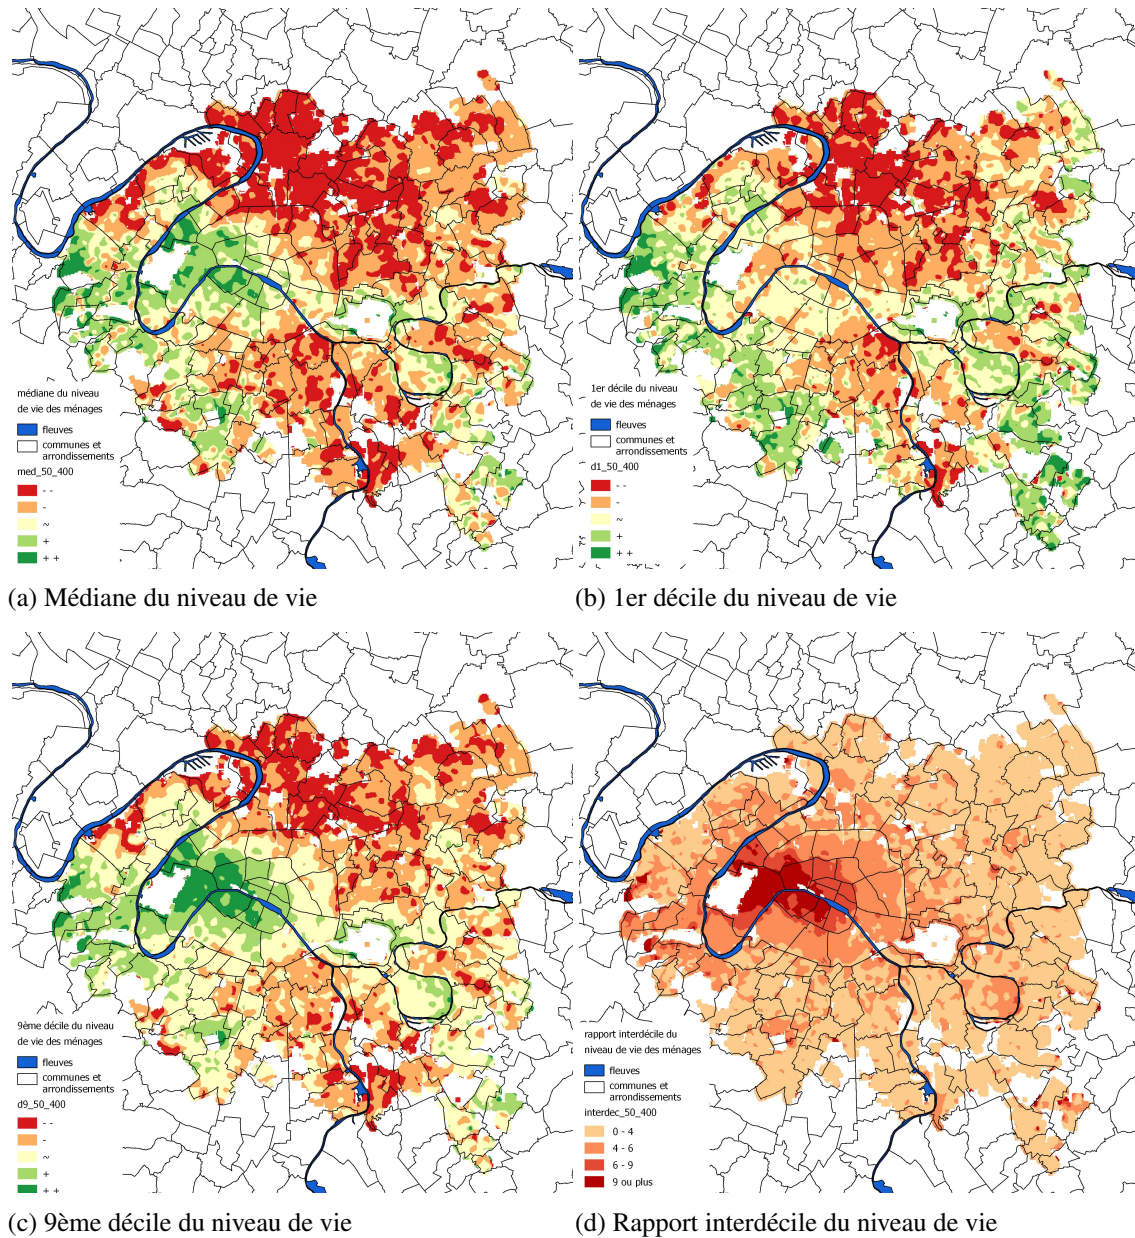 médiane du niveau
de vie des ménages
fleuves
communes et
arrondissements
med_50_400
- -
-
~
+
+ +
1er décile du niveau
de vie des ménages
fleuves
communes et
arrondissements
d1_50_400
- -
-
~
+
+ +
(a) Médiane du niveau de vie
(b) 1er décile du niveau de vie
9ème décile du niveau
de vie des ménages
fleuves
communes et
arrondissements
d9_50_400
- -
-
~
+
+ +
rapport interdécile du
niveau de vie des ménages
fleuves
communes et
arrondissements
interdec_50_400
0 - 4
4 - 6
6 - 9
9 ou plus
(c) 9ème décile du niveau de vie
(d) Rapport interdécile du niveau de vie